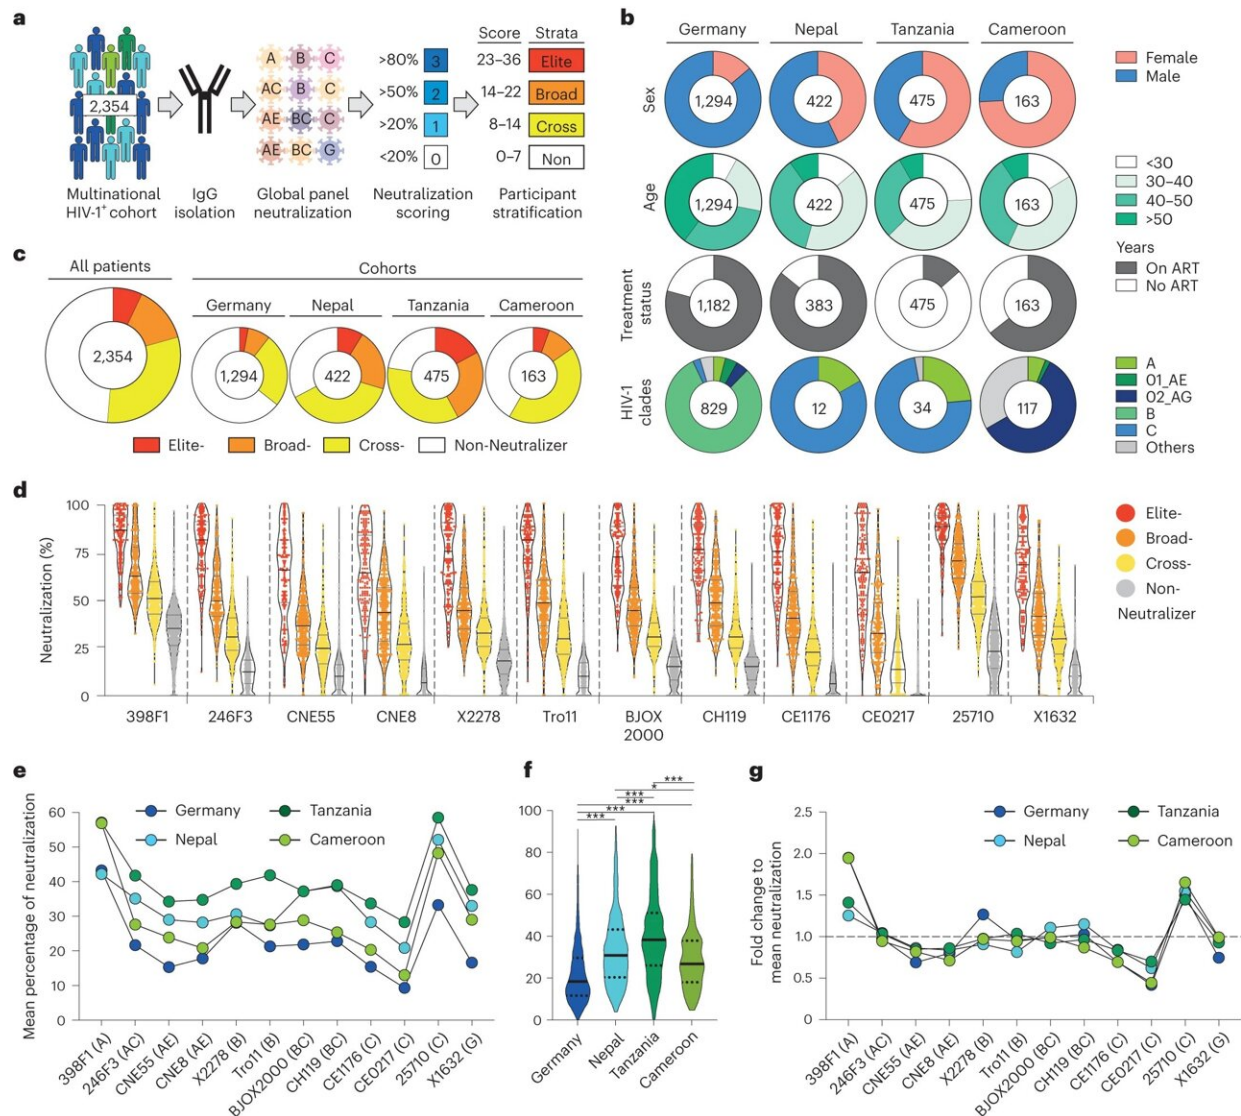 a
2,354
Multinational
HIV-1+ cohort
IgG
isolation
A B C
AC B C
AE BC C
AE BC G
Global panel
neutralization
>80% 3
>50% 2
>20% 1
<20% 0
Neutralization
scoring
Score Strata
23–36 Elite
14–22 Broad
8–14 Cross
0–7 Non
Participant
stratification
b
Germany Nepal Tanzania Cameroon
Sex
1,294 422 475 163
Female
Male
Age
1,294 422 475 163
<30
30–40
40–50
>50
Years
Treatment
status
1,182 383 475 163
On ART
No ART
HIV-1
clades
829 12 34 117
A
01_AE
02_AG
B
C
Others
c
All patients
2,354
Cohorts
Germany Nepal Tanzania Cameroon
1,294 422 475 163
Elite- Broad- Cross- Non-Neutralizer
d
Neutralization (%)
100
75
50
25
0
398F1 246F3 CNE55 CNE8 X2278 Tro11 BJOX
2000 CH119 CE1176 CE0217 25710 X1632
Elite-
Broad-
Cross-
Non-
Neutralizer
e
Mean percentage of neutralization
60
50
40
30
20
10
0
Germany Tanzania
Nepal Cameroon
398F1 (A) 246F3 (AC) CNE55 (AE) CNE8 (AE) X2278 (B) Tro11 (B) BJOX2000 (BC) CH119 (BC) CE1176 (C) CE0217 (C) 25710 (C) X1632 (G)
f
***
*
***
***
***
***
100
80
60
40
20
0
Germany Nepal Tanzania Cameroon
g
Fold change to
mean neutralization
2.5
2.0
1.5
1.0
0.5
0
Germany Tanzania
Nepal Cameroon
398F1 (A) 246F3 (AC) CNE55 (AE) CNE8 (AE) X2278 (B) Tro11 (B) BJOX2000 (BC) CH119 (BC) CE1176 (C) CE0217 (C) 25710 (C) X1632 (G)